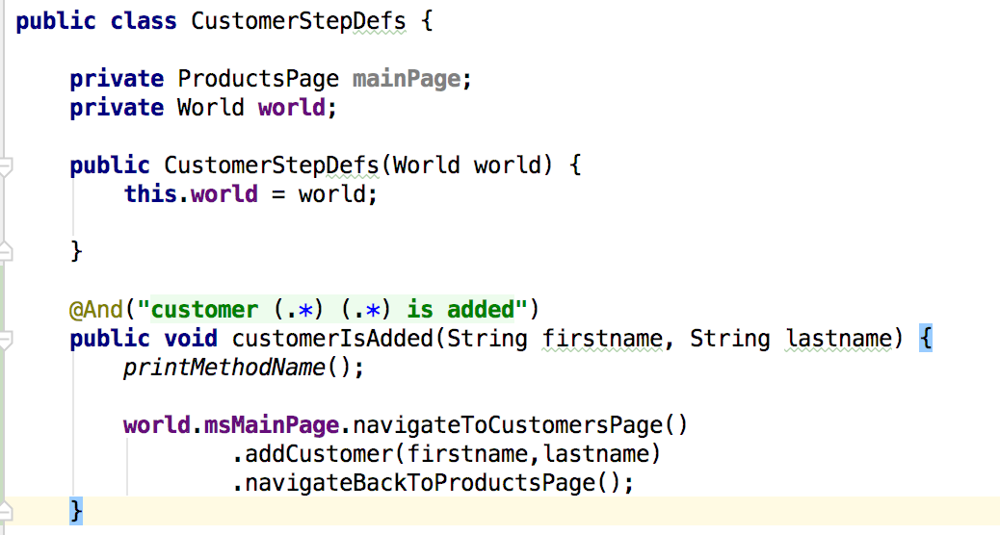 public class CustomerStepDefs {
private ProductsPage mainPage;
private World world;
public CustomerStepDefs(World world) {
this.world = world;
}
@And("customer (.*) (.*) is added")
public void customerIsAdded(String firstname, String lastname) {
printMethodName();
world.msMainPage.navigateToCustomersPage()
.addCustomer(firstname,lastname)
.navigateBackToProductsPage();
}